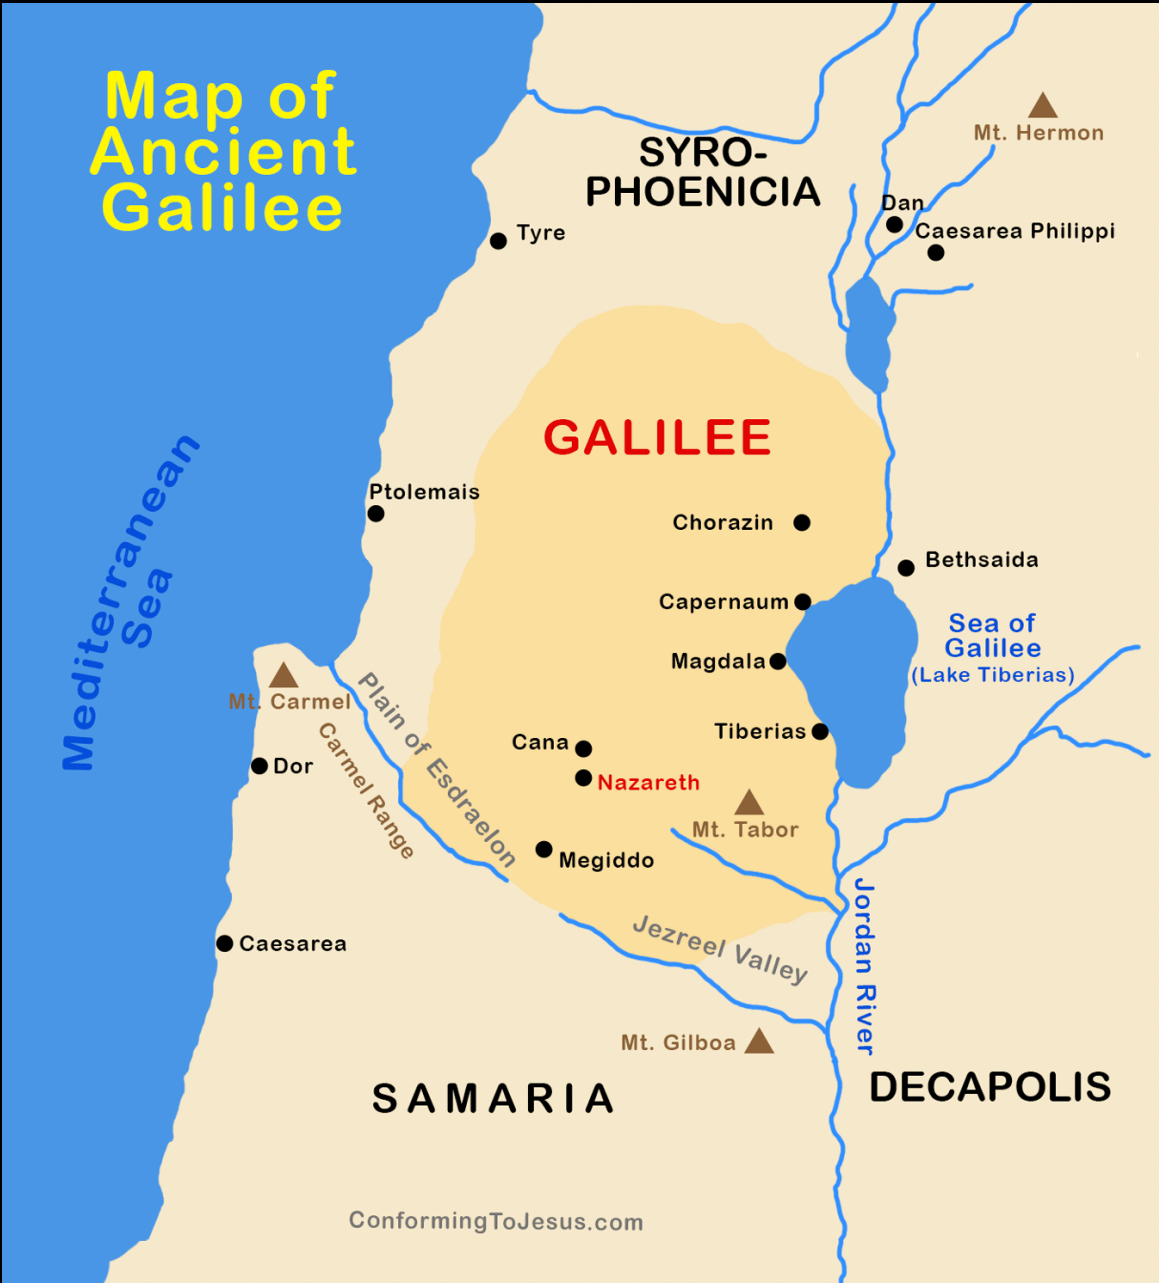 Map of
Ancient
Galilee
Mt. Hermon
SYRO-
PHOENICIA
Dan
Tyre
Caesarea Philippi
GALILEE
Mediterranean
Sea
Ptolemais
Chorazin
Bethsaida
Capernaum
Sea of
Galilee
(Lake Tiberias)
Magdala
Mt. Carmel
Plain of Esdraelon
Carmel Range
Tiberias
Cana
Dor
Nazareth
Mt. Tabor
Megiddo
Jordan River
Jezreel Valley
Caesarea
Mt. Gilboa
SAMARIA
DECAPOLIS
ConformingToJesus.com